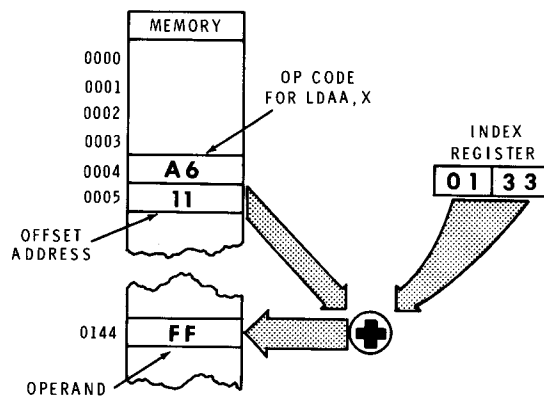 MEMORY
0000
0001
0002
0003
0004 A6
0005 11
OP CODE
FOR LDAA,X
INDEX
REGISTER
01 33
OFFSET
ADDRESS
0144 FF
OPERAND